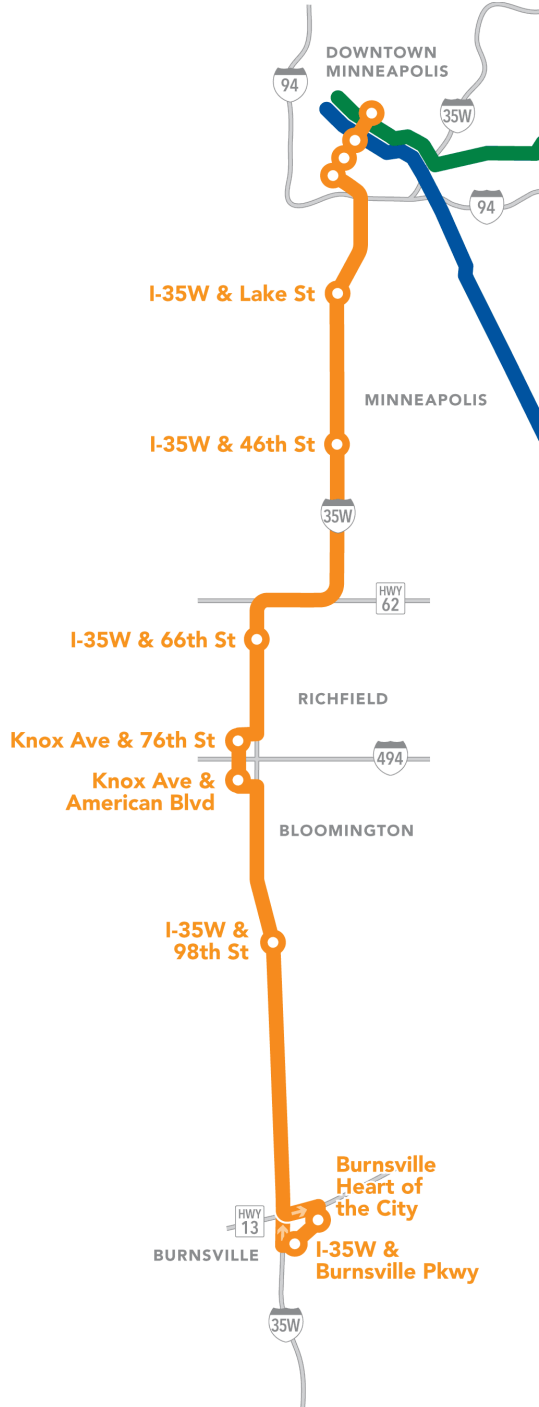 DOWNTOWN
MINNEAPOLIS
94
35W
94
I-35W & Lake St
MINNEAPOLIS
I-35W & 46th St
35W
HWY
62
I-35W & 66th St
RICHFIELD
Knox Ave & 76th St
494
Knox Ave &
American Blvd
BLOOMINGTON
I-35W &
98th St
Burnsville
Heart of
the City
HWY
13
BURNSVILLE
I-35W &
Burnsville Pkwy
35W